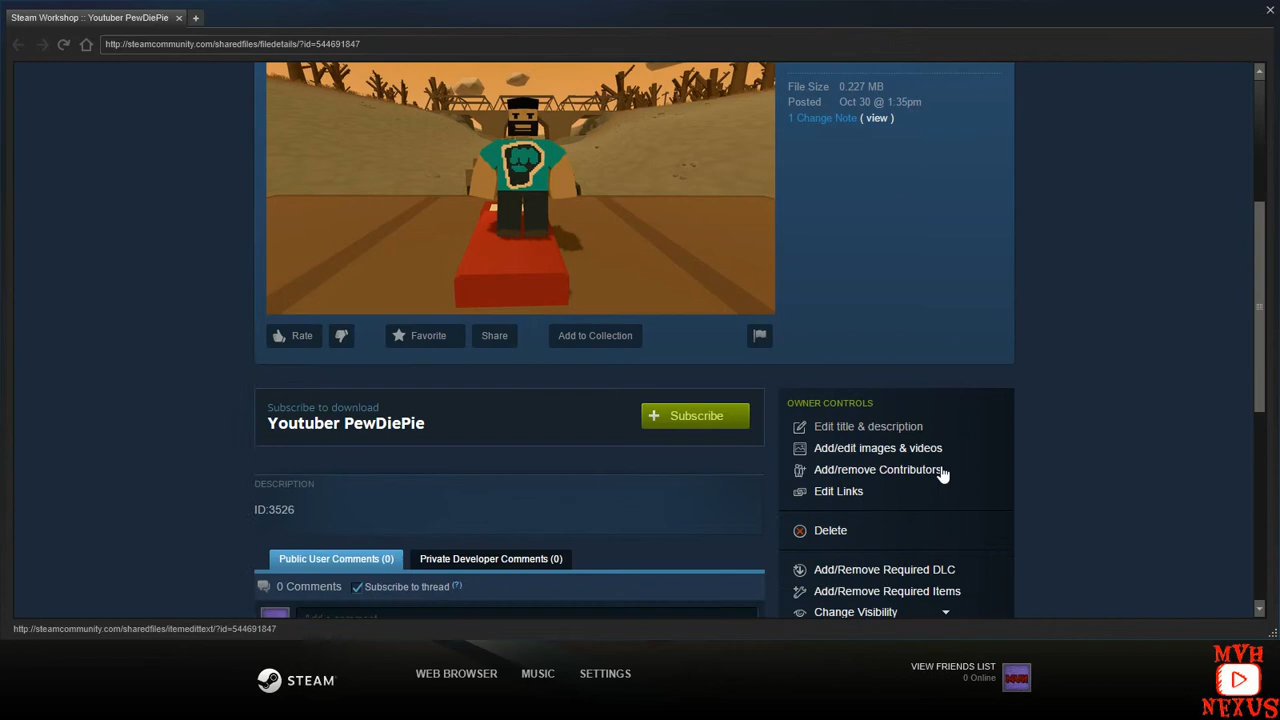 Steam Workshop :: Youtuber PewDiePie
http://steamcommunity.com/sharedfiles/filedetails/?id=544691847
File Size 0.227 MB
Posted Oct 30 @ 1.35pm
1 Change Note ( view )
Rate
Favorite
Share
Add to Collection
Subscribe to download
Youtuber PewDiePie
Subscribe
OWNER CONTROLS
Edit title & description
Add/edit images & videos
Add/remove Contributors
Edit Links
Delete
Add/Remove Required DLC
Add/Remove Required Items
Change Visibility
DESCRIPTION
ID:3526
Public User Comments (0)
Private Developer Comments (0)
0 Comments
Subscribe to thread (?)
http://steamcommunity.com/sharedfiles/itemedittext/?id=544691847
STEAM
WEB BROWSER
MUSIC
SETTINGS
VIEW FRIENDS LIST
0 Online
MVH
MVH
NEXUS